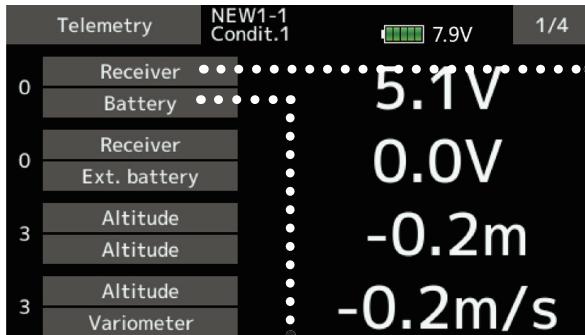 Telemetry NEW1-1 Condit.1 7.9V 1/4
0 Receiver Battery 5.1V
0 Receiver Ext. battery 0.0V
3 Altitude Altitude -0.2m
3 Altitude Variometer -0.2m/s